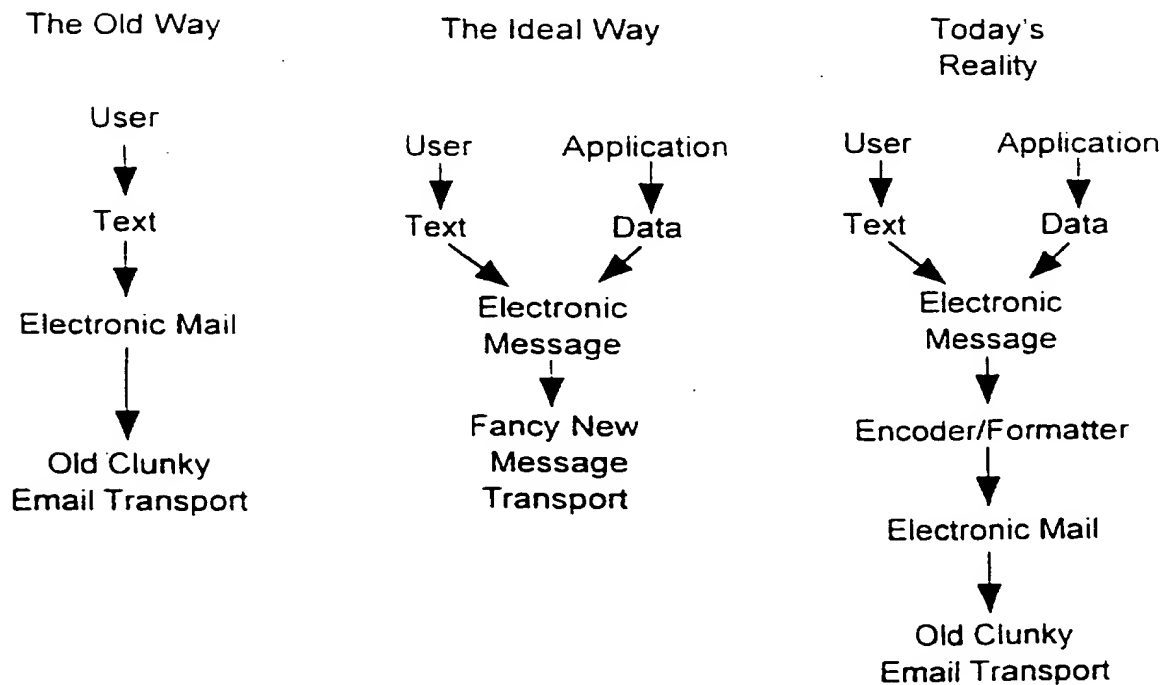 The Old Way
User
Text
Electronic Mail
Old Clunky
Email Transport
The Ideal Way
User
Application
Text
Data
Electronic
Message
Fancy New
Message
Transport
Today's
Reality
User
Application
Text
Data
Electronic
Message
Encoder/Formatter
Electronic Mail
Old Clunky
Email Transport